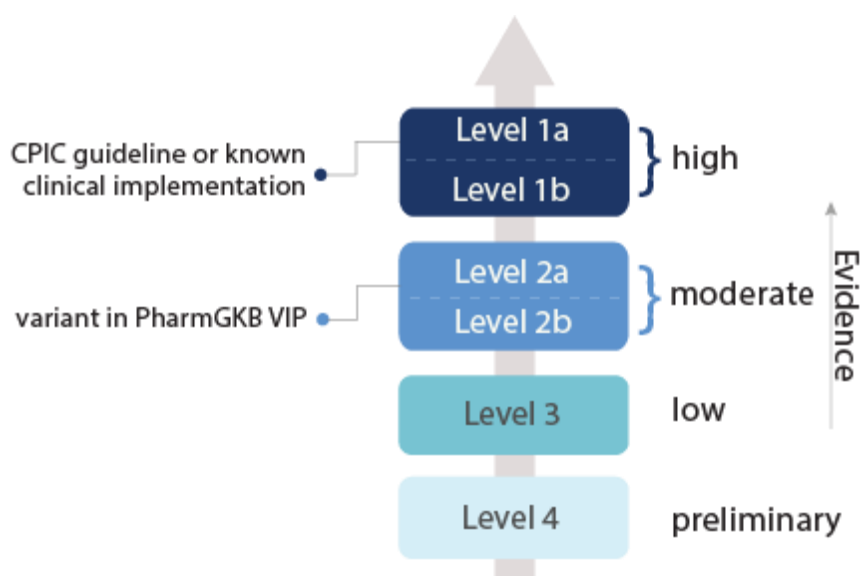 Level 1a
CPIC guideline or known
clinical implementation
high
Level 1b
Level 2a
variant in PharmGKB VIP
moderate
Level 2b
Evidence
Level 3
low
Level 4
preliminary